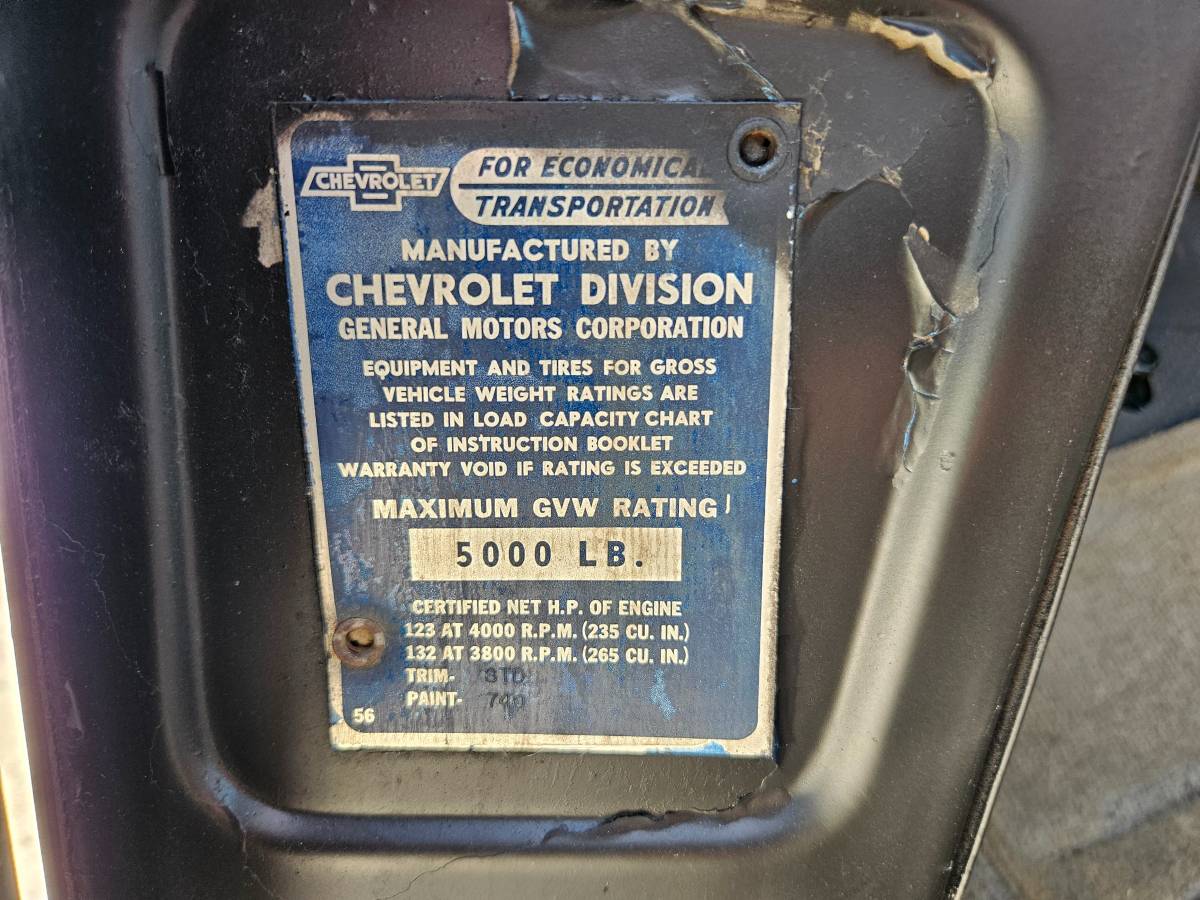 CHEVROLET
FOR ECONOMICAL
TRANSPORTATION
MANUFACTURED BY
CHEVROLET DIVISION
GENERAL MOTORS CORPORATION
EQUIPMENT AND TIRES FOR GROSS
VEHICLE WEIGHT RATINGS ARE
LISTED IN LOAD CAPACITY CHART
OF INSTRUCTION BOOKLET
WARRANTY VOID IF RATING IS EXCEEDED
MAXIMUM GVW RATING
5000 LB.
CERTIFIED NET H.P. OF ENGINE
123 AT 4000 R.P.M. (235 CU. IN.)
132 AT 3800 R.P.M. (265 CU. IN.)
TRIM- STD
PAINT-
56